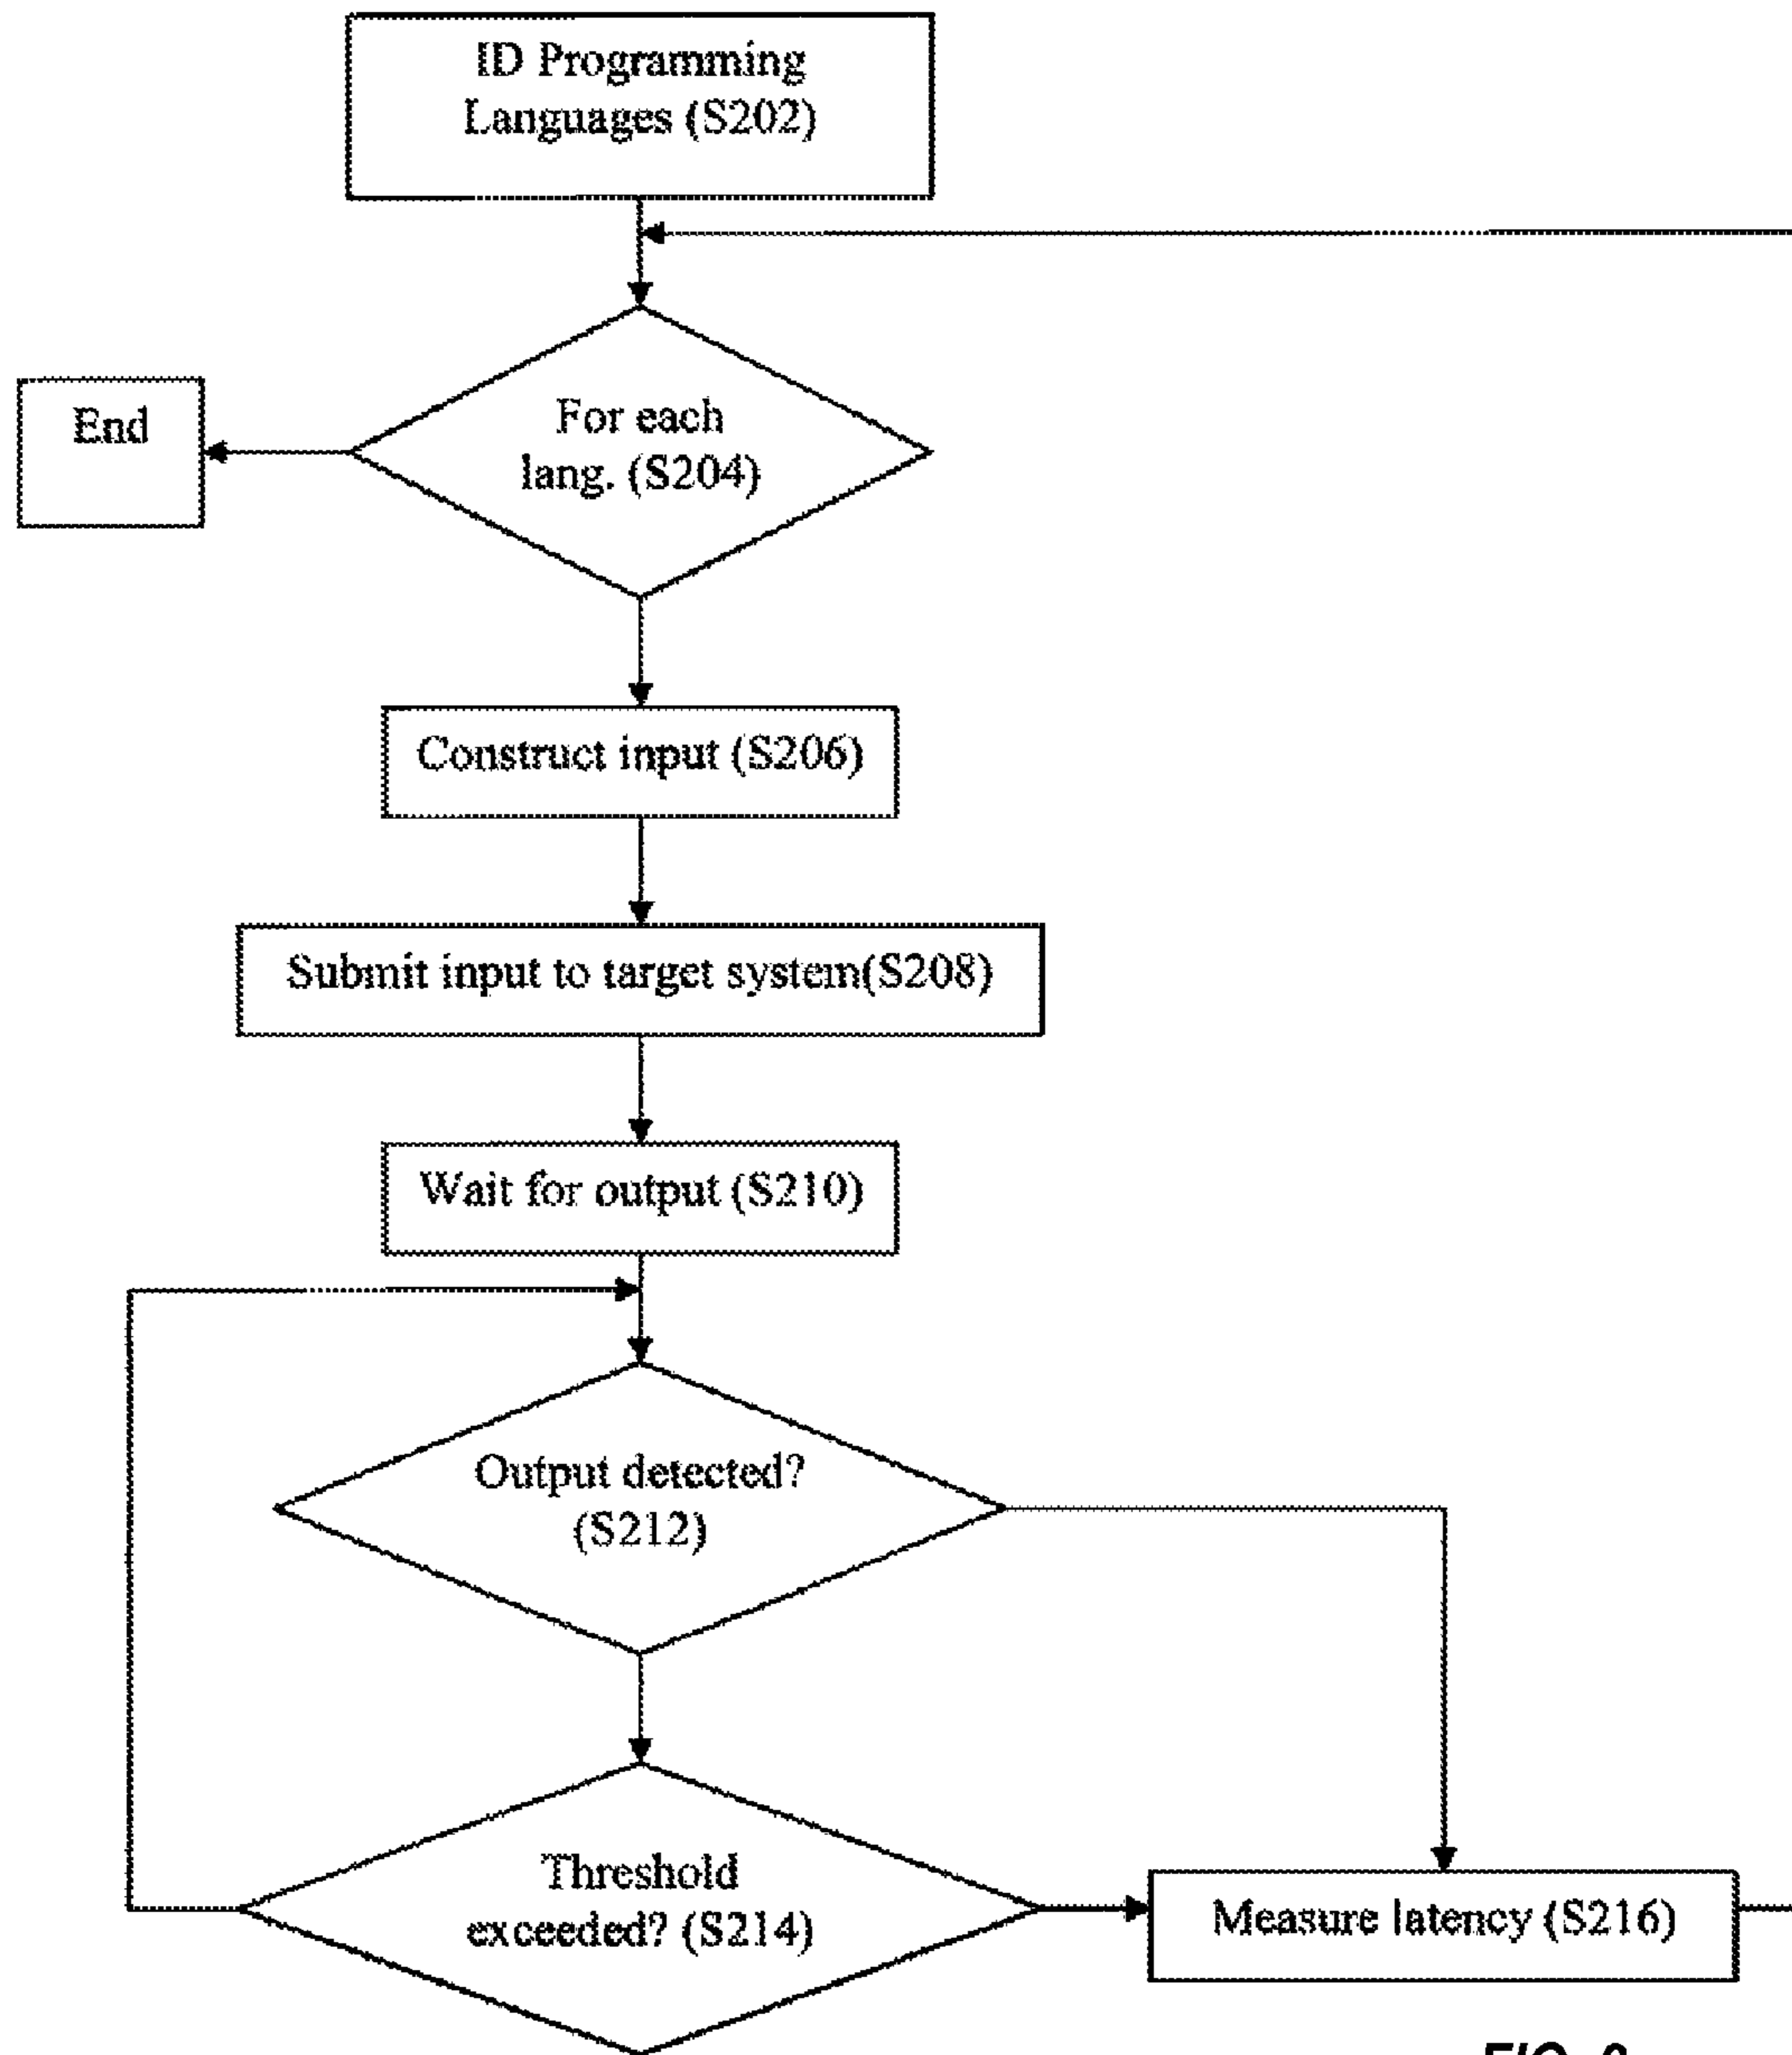 ID Programming
Languages (S202)
End
For each
lang. (S204)
Construct input (S206)
Submit input to target system(S208)
Wait for output (S210)
Output detected?
(S212)
Threshold
exceeded? (S214)
Measure latency (S216)